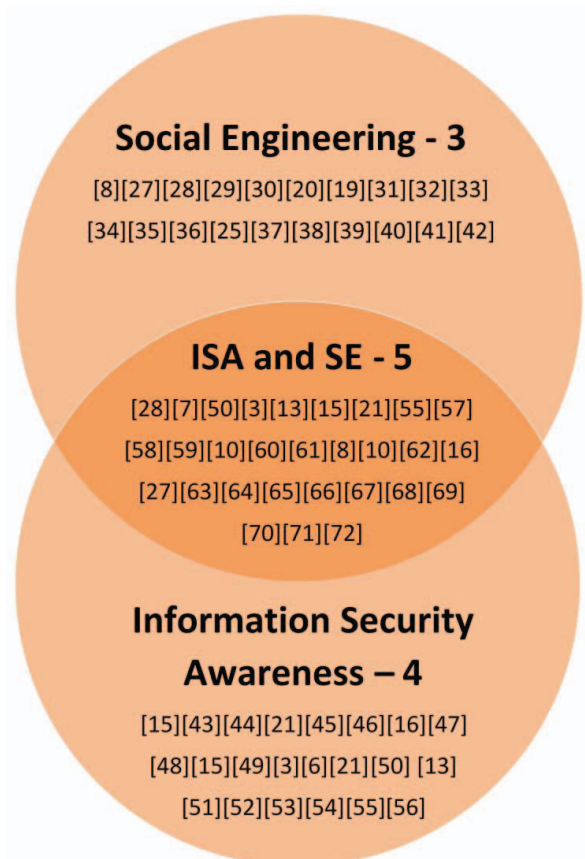 Social Engineering - 3
[8][27][28][29][30][20][19][31][32][33]
[34][35][36][25][37][38][39][40][41][42]
ISA and SE - 5
[28][7][50][3][13][15][21][55][57]
[58][59][10][60][61][8][10][62][16]
[27][63][64][65][66][67][68][69]
[70][71][72]
Information Security
Awareness – 4
[15][43][44][21][45][46][16][47]
[48][15][49][3][6][21][50] [13]
[51][52][53][54][55][56]